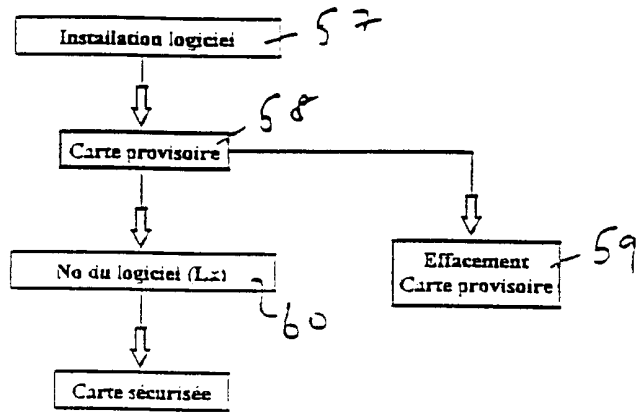 Installation logiciel 57
Carte provisoire 58
No du logiciel (Lx) 60
Effacement 59
Carte provisoire
Carte sécurisée